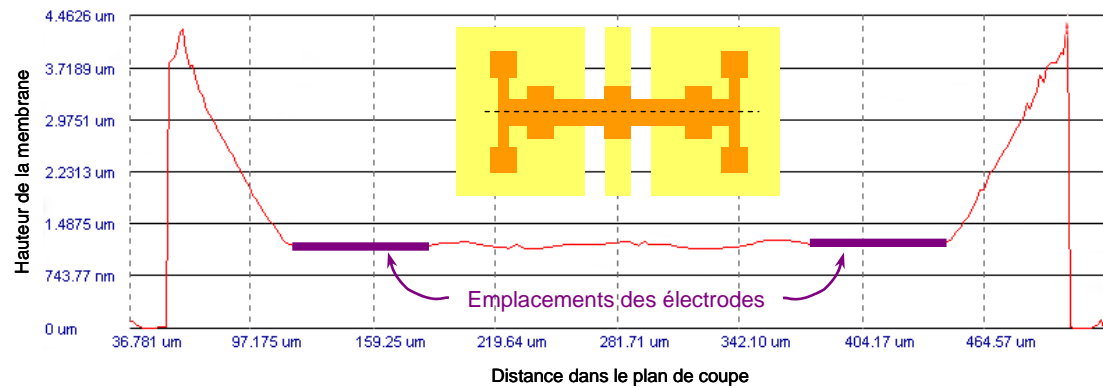 Hauteur de la membrane
4.4626 um
3.7189 um
2.9751 um
2.2313 um
1.4875 um
743.77 nm
0 um
Emplacements des électrodes
36.781 um 97.175 um 159.25 um 219.64 um 281.71 um 342.10 um 404.17 um 464.57 um
Distance dans le plan de coupe